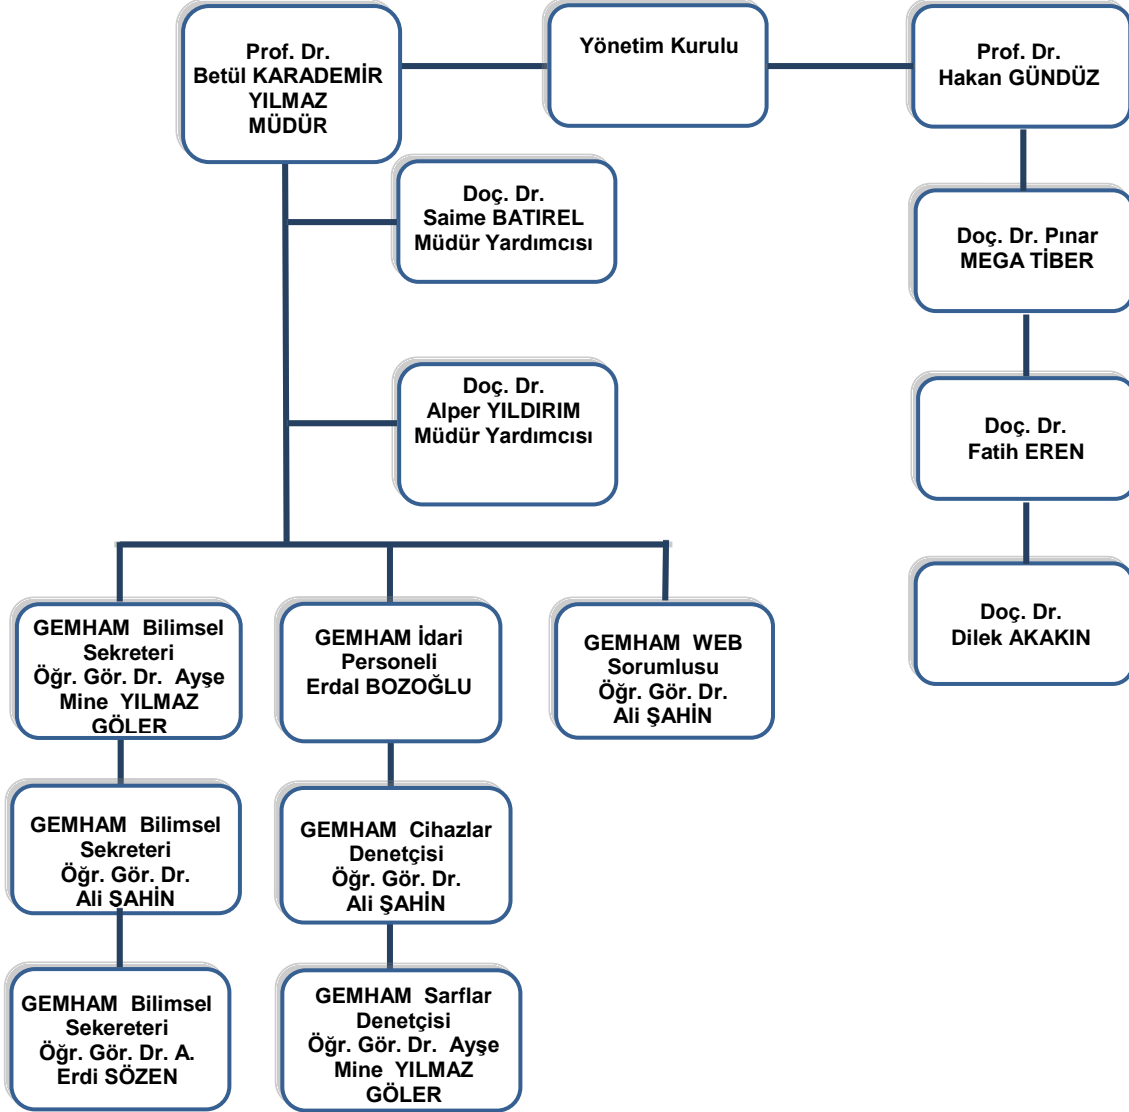 Prof. Dr.
Betül KARADEMİR
YILMAZ
MÜDÜR
Yönetim Kurulu
Prof. Dr.
Hakan GÜNDÜZ
Doç. Dr.
Saime BATIREL
Müdür Yardımcısı
Doç. Dr. Pınar
MEGA TİBER
Doç. Dr.
Alper YILDIRIM
Müdür Yardımcısı
Doç. Dr.
Fatih EREN
Doç. Dr.
Dilek AKAKIN
GEMHAM Bilimsel
Sekreteri
Öğr. Gör. Dr. Ayşe
Mine YILMAZ
GÖLER
GEMHAM İdari
Personeli
Erdal BOZOĞLU
GEMHAM WEB
Sorumlusu
Öğr. Gör. Dr.
Ali ŞAHİN
GEMHAM Bilimsel
Sekreteri
Öğr. Gör. Dr.
Ali ŞAHİN
GEMHAM Cihazlar
Denetçisi
Öğr. Gör. Dr.
Ali ŞAHİN
GEMHAM Bilimsel
Sekereteri
Öğr. Gör. Dr. A.
Erdi SÖZEN
GEMHAM Sarflar
Denetçisi
Öğr. Gör. Dr. Ayşe
Mine YILMAZ
GÖLER